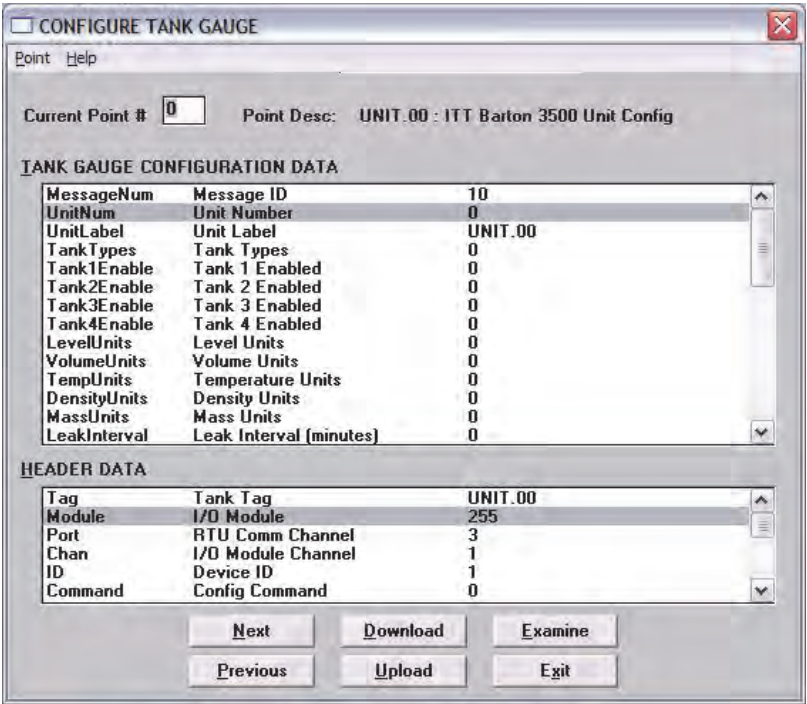 CONFIGURE TANK GAUGE
Point Help
Current Point # 0 Point Desc: UNIT.00 : ITT Barton 3500 Unit Config
TANK GAUGE CONFIGURATION DATA
MessageNum Message ID 10
UnitNum Unit Number 0
UnitLabel Unit Label UNIT.00
TankTypes Tank Types 0
Tank1Enable Tank 1 Enabled 0
Tank2Enable Tank 2 Enabled 0
Tank3Enable Tank 3 Enabled 0
Tank4Enable Tank 4 Enabled 0
LevelUnits Level Units 0
VolumeUnits Volume Units 0
TempUnits Temperature Units 0
DensityUnits Density Units 0
MassUnits Mass Units 0
LeakInterval Leak Interval (minutes) 0
HEADER DATA
Tag Tank Tag UNIT.00
Module I/O Module 255
Port RTU Comm Channel 3
Chan I/O Module Channel 1
ID Device ID 1
Command Config Command 0
Next Download Examine
Previous Upload Exit